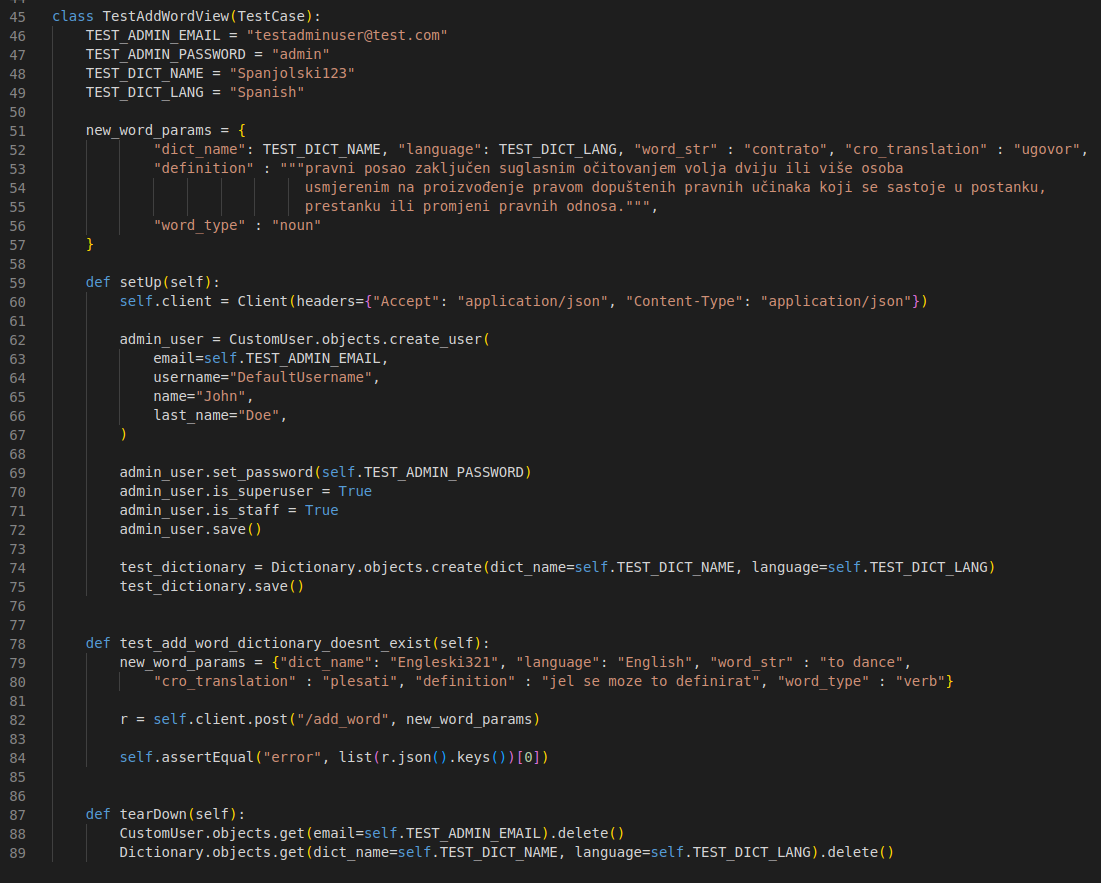 45 class TestAddWordView(TestCase):
46 TEST_ADMIN_EMAIL = "testadminuser@test.com"
47 TEST_ADMIN_PASSWORD = "admin"
48 TEST_DICT_NAME = "Spanjolski123"
49 TEST_DICT_LANG = "Spanish"
50
51 new_word_params = {
52 "dict_name": TEST_DICT_NAME, "language": TEST_DICT_LANG, "word_str" : "contrato", "cro_translation" : "ugovor",
53 "definition" : """pravni posao zaključen suglasnim očitovanjem volja dviju ili više osoba
54 usmjerenim na proizvođenje pravom dopuštenih pravnih učinaka koji se sastoje u postanku,
55 prestanku ili promjeni pravnih odnosa.""",
56 "word_type" : "noun"
57 }
58
59 def setUp(self):
60 self.client = Client(headers={"Accept": "application/json", "Content-Type": "application/json"})
61
62 admin_user = CustomUser.objects.create_user(
63 email=self.TEST_ADMIN_EMAIL,
64 username="DefaultUsername",
65 name="John",
66 last_name="Doe",
67 )
68
69 admin_user.set_password(self.TEST_ADMIN_PASSWORD)
70 admin_user.is_superuser = True
71 admin_user.is_staff = True
72 admin_user.save()
73
74 test_dictionary = Dictionary.objects.create(dict_name=self.TEST_DICT_NAME, language=self.TEST_DICT_LANG)
75 test_dictionary.save()
76
77
78 def test_add_word_dictionary_doesnt_exist(self):
79 new_word_params = {"dict_name": "Engleski321", "language": "English", "word_str" : "to dance",
80 "cro_translation" : "plesati", "definition" : "jel se moze to definirat", "word_type" : "verb"}
81
82 r = self.client.post("/add_word", new_word_params)
83
84 self.assertEqual("error", list(r.json().keys())[0])
85
86
87 def tearDown(self):
88 CustomUser.objects.get(email=self.TEST_ADMIN_EMAIL).delete()
89 Dictionary.objects.get(dict_name=self.TEST_DICT_NAME, language=self.TEST_DICT_LANG).delete()